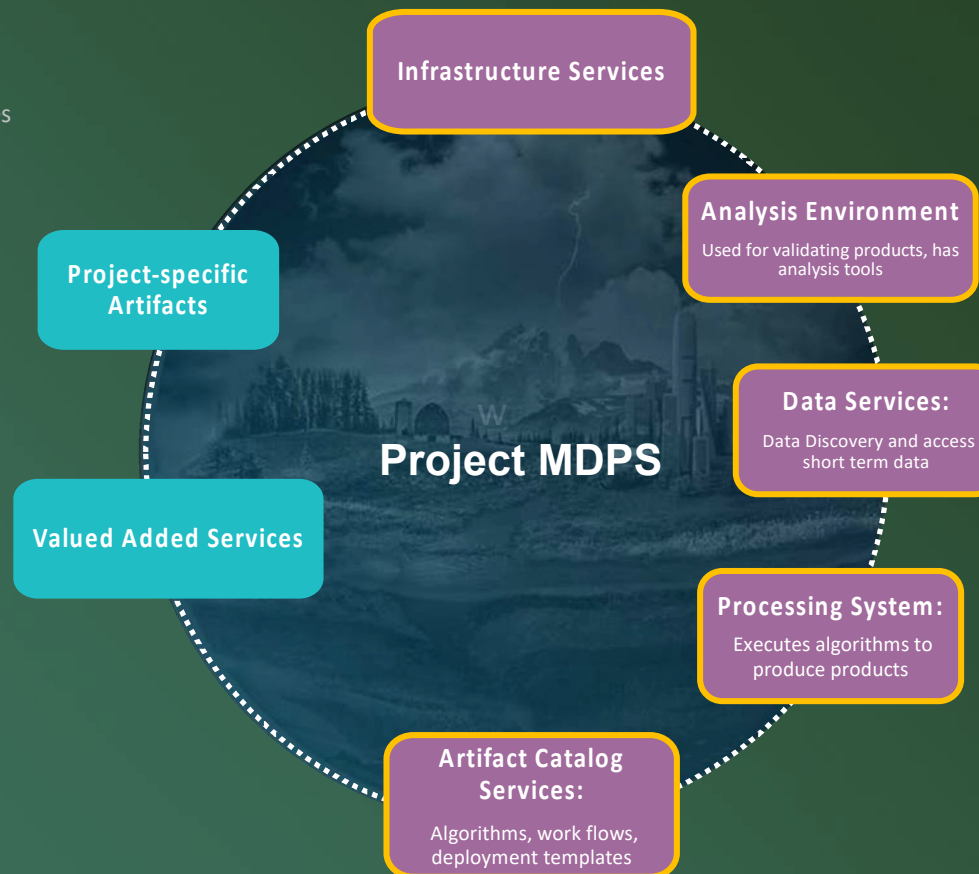 Infrastructure Services
Analysis Environment
Used for validating products, has
analysis tools
Project-specific
Artifacts
Data Services:
Data Discovery and access
short term data
W.
Project MDPS
Valued Added Services
Processing System:
Executes algorithms to
produce products
Artifact Catalog
Services:
Algorithms, work flows,
deployment templates